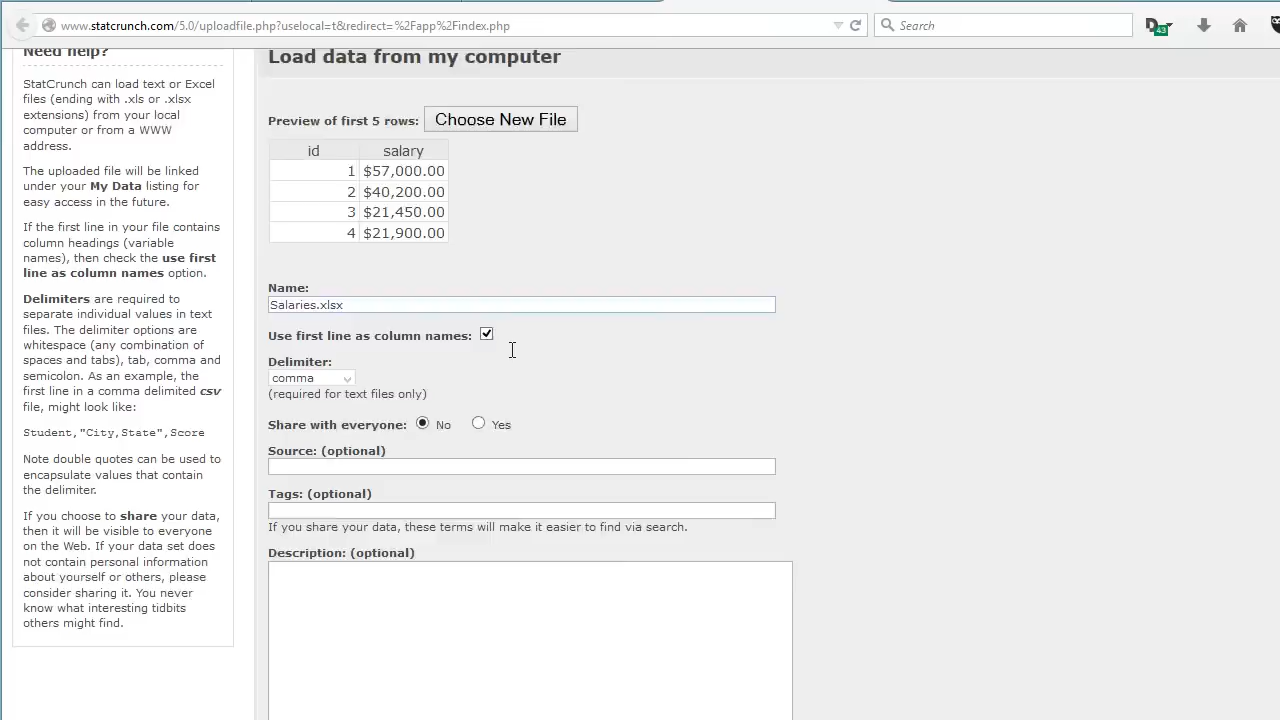 www.statcrunch.com/5.0/uploadfile.php?uselocal=t&redirect=%2Fapp%2Findex.php
Search
43
Need help?
StatCrunch can load text or Excel
files (ending with .xls or .xlsx
extensions) from your local
computer or from a WWW
address.
The uploaded file will be linked
under your My Data listing for
easy access in the future.
If the first line in your file contains
column headings (variable
names), then check the use first
line as column names option.
Delimiters are required to
separate individual values in text
files. The delimiter options are
whitespace (any combination of
spaces and tabs), tab, comma and
semicolon. As an example, the
first line in a comma delimited csv
file, might look like:
Student,"City,State",Score
Note double quotes can be used to
encapsulate values that contain
the delimiter.
If you choose to share your data,
then it will be visible to everyone
on the Web. If your data set does
not contain personal information
about yourself or others, please
consider sharing it. You never
know what interesting tidbits
others might find.
Load data from my computer
Preview of first 5 rows: Choose New File
id salary
1 $57,000.00
2 $40,200.00
3 $21,450.00
4 $21,900.00
Name:
Salaries.xlsx
Use first line as column names:
Delimiter:
comma
(required for text files only)
Share with everyone: No Yes
Source: (optional)
Tags: (optional)
If you share your data, these terms will make it easier to find via search.
Description: (optional)